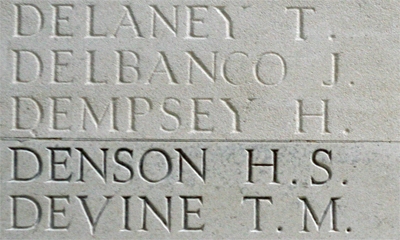 DELANEY T.
DELBANCO J.
DEMPSEY H.
DENSON H.S.
DEVINE T.M.